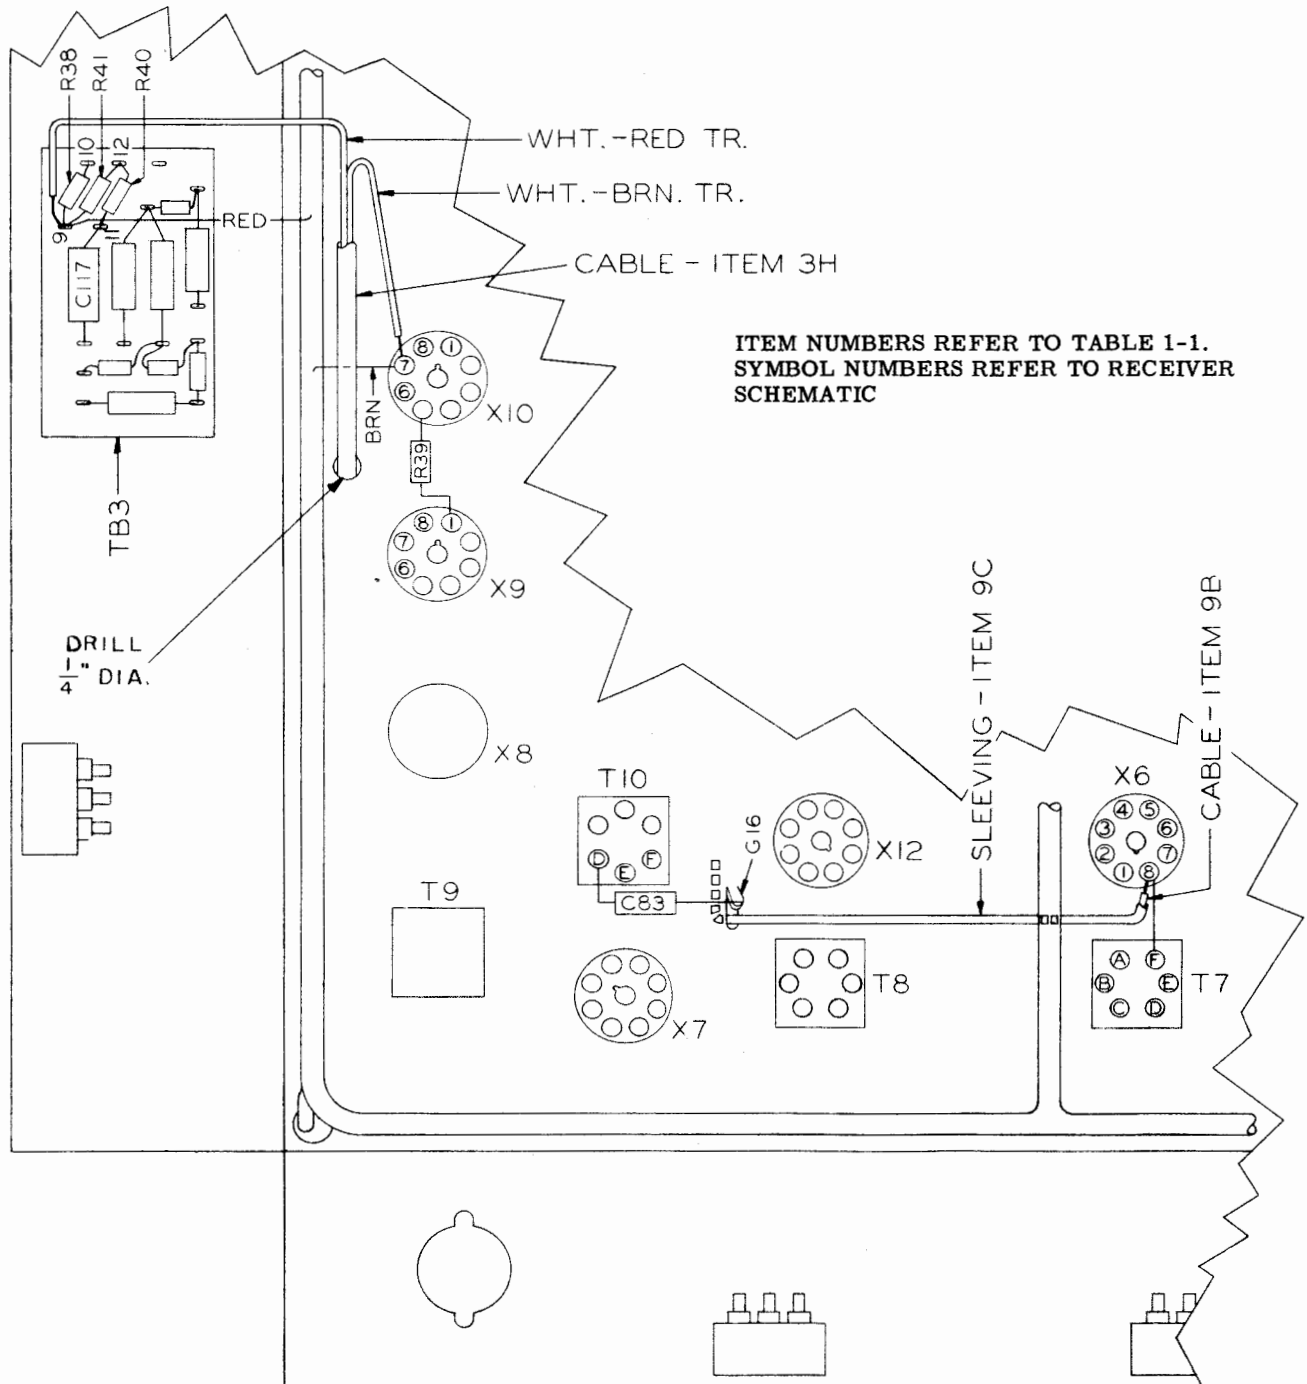 R38
R41
R40
10
12
9
11
RED
C117
TB3
WHT.-RED TR.
WHT.-BRN. TR.
CABLE - ITEM 3H
ITEM NUMBERS REFER TO TABLE 1-1.
SYMBOL NUMBERS REFER TO RECEIVER
SCHEMATIC
8 1
7
6
X10
BRN
R39
8 1
7
6
X9
DRILL
1/4" DIA.
X8
T10
D E F
C83
G16
X12
SLEEVING - ITEM 9C
CABLE - ITEM 9B
X6
4 5
3 6
2 7
1 8
T9
X7
T8
A F
B E
C D
T7